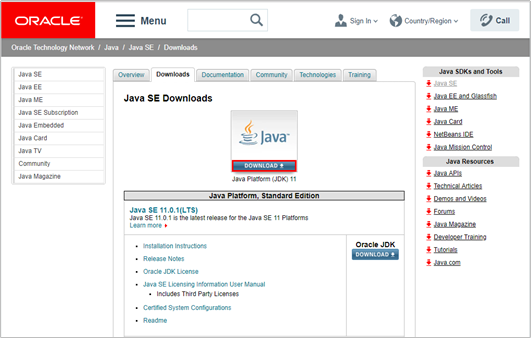 ORACLE
Menu
Sign In
Country/Region
Call
Oracle Technology Network / Java / Java SE / Downloads
Java SE
Java EE
Java ME
Java SE Subscription
Java Embedded
Java Card
Java TV
Community
Java Magazine
Overview
Downloads
Documentation
Community
Technologies
Training
Java SE Downloads
Java
DOWNLOAD
Java Platform (JDK) 11
Java Platform, Standard Edition
Java SE 11.0.1(LTS)
Java SE 11.0.1 is the latest release for the Java SE 11 Platforms
Learn more
Installation Instructions
Release Notes
Oracle JDK License
Java SE Licensing Information User Manual
Includes Third Party Licenses
Certified System Configurations
Readme
Oracle JDK
DOWNLOAD
Java SDKs and Tools
Java SE
Java EE and Glassfish
Java ME
Java Card
NetBeans IDE
Java Mission Control
Java Resources
Java APIs
Technical Articles
Demos and Videos
Forums
Java Magazine
Developer Training
Tutorials
Java.com